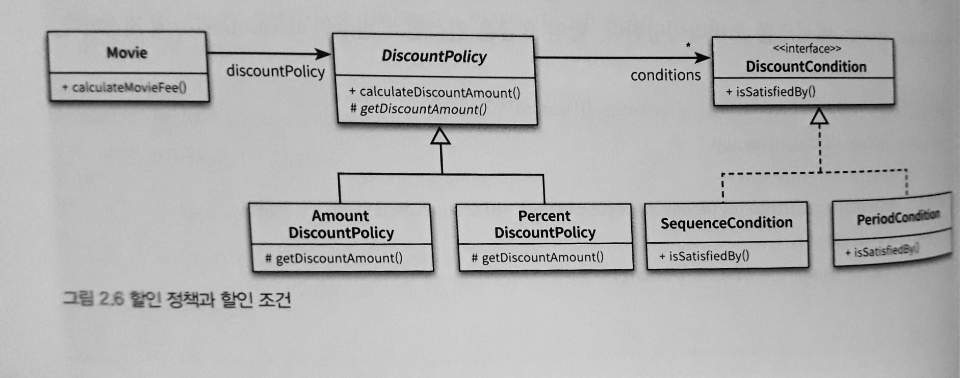 Movie
+ calculateMovieFee()
discountPolicy
DiscountPolicy
+ calculateDiscountAmount()
# getDiscountAmount()
*
conditions
<<interface>>
DiscountCondition
+ isSatisfiedBy()
Amount
DiscountPolicy
# getDiscountAmount()
Percent
DiscountPolicy
# getDiscountAmount()
SequenceCondition
+ isSatisfiedBy()
PeriodCondition
+ isSatisfiedBy()
그림 2.6 할인 정책과 할인 조건